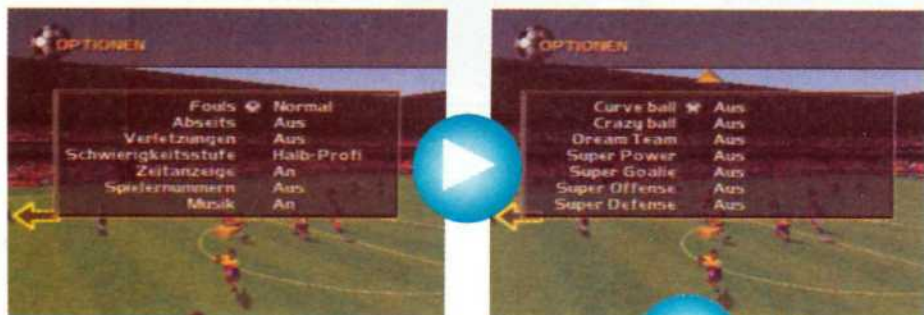 OPTIONEN
Fouls Normal
Abseits Aus
Verletzungen Aus
Schwierigkeitsstufe Halb-Profi
Zeitanzeige An
Spielernummern Aus
Musik An
OPTIONEN
Curve ball Aus
Crazy ball Aus
Dream Team Aus
Super Power Aus
Super Goalie Aus
Super Offense Aus
Super Defense Aus